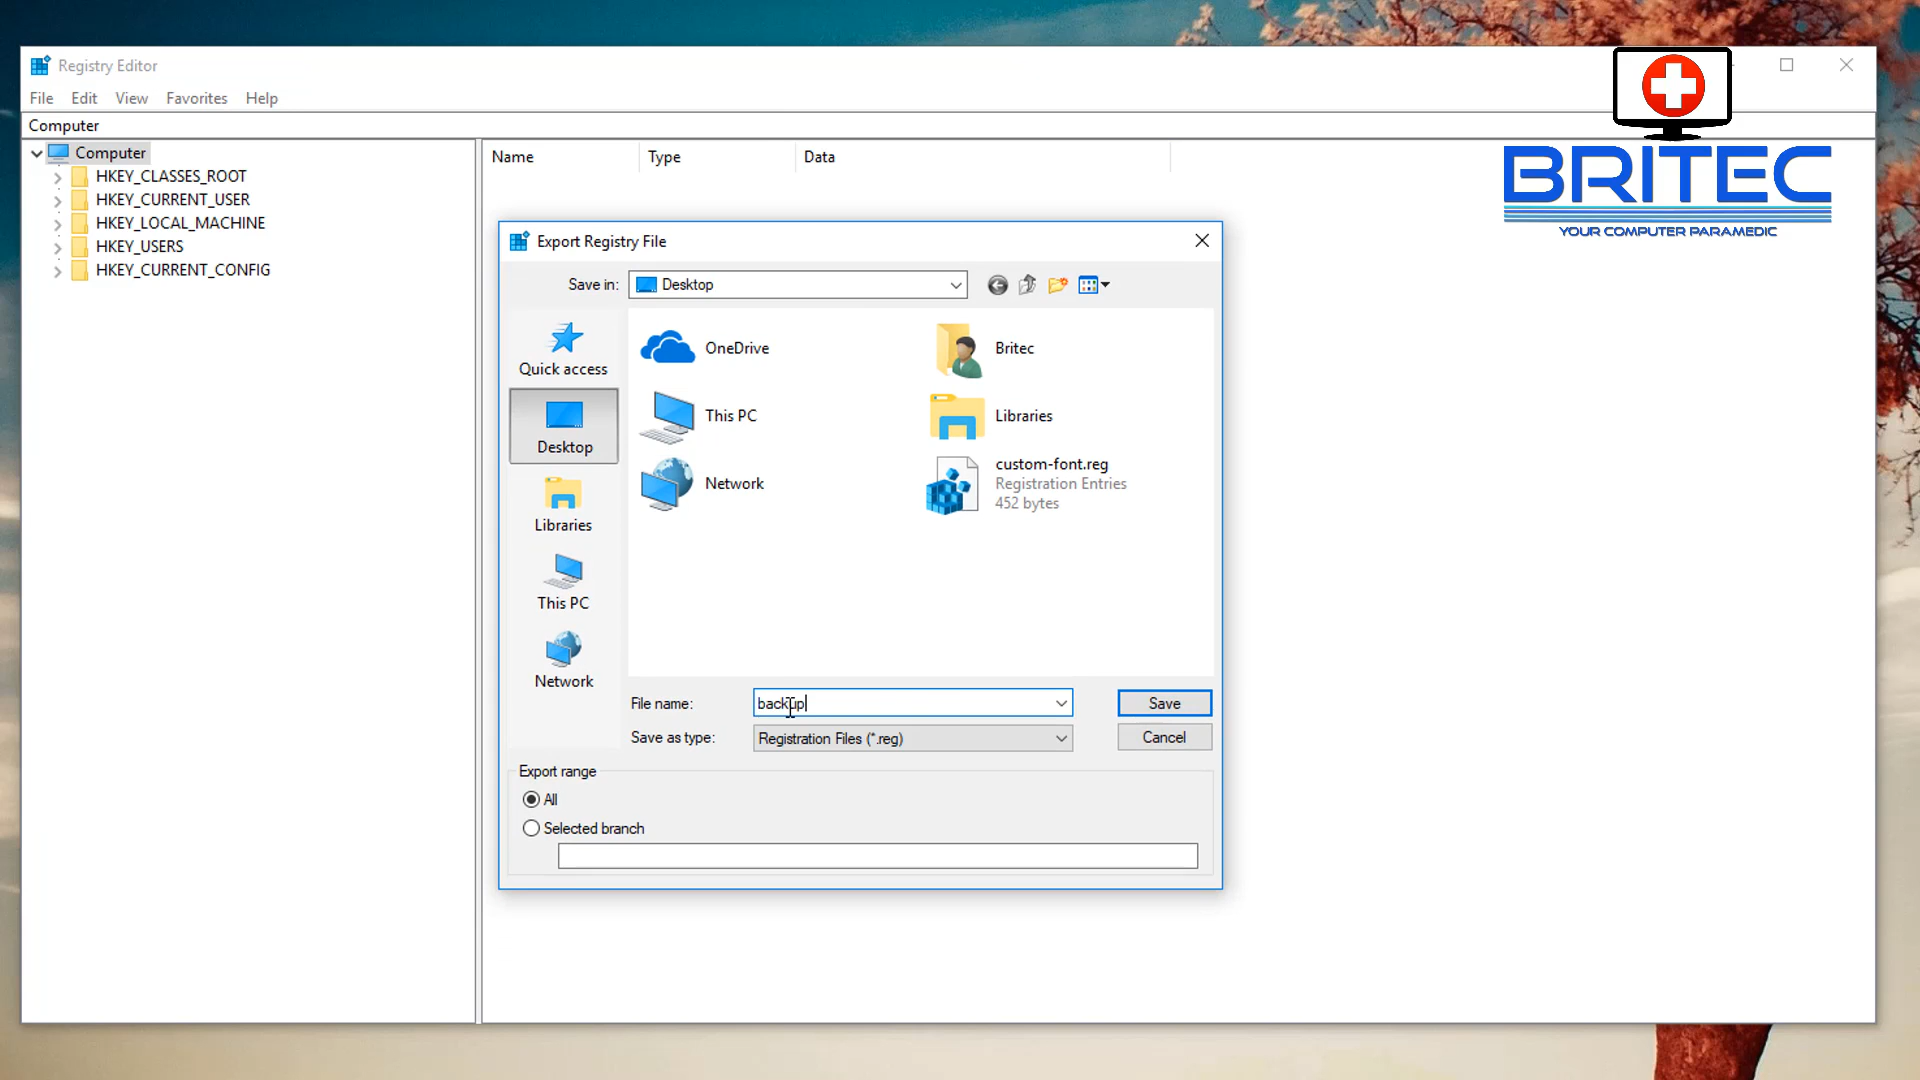 Registry Editor
File Edit View Favorites Help
Computer
Computer
HKEY_CLASSES_ROOT
HKEY_CURRENT_USER
HKEY_LOCAL_MACHINE
HKEY_USERS
HKEY_CURRENT_CONFIG
Name Type Data
BRITEC
YOUR COMPUTER PARAMEDIC
Export Registry File
Save in: Desktop
Quick access
Desktop
Libraries
This PC
Network
OneDrive
Britec
This PC
Libraries
Network
custom-font.reg
Registration Entries
452 bytes
File name: backup Save
Save as type: Registration Files (*.reg) Cancel
Export range
All
Selected branch